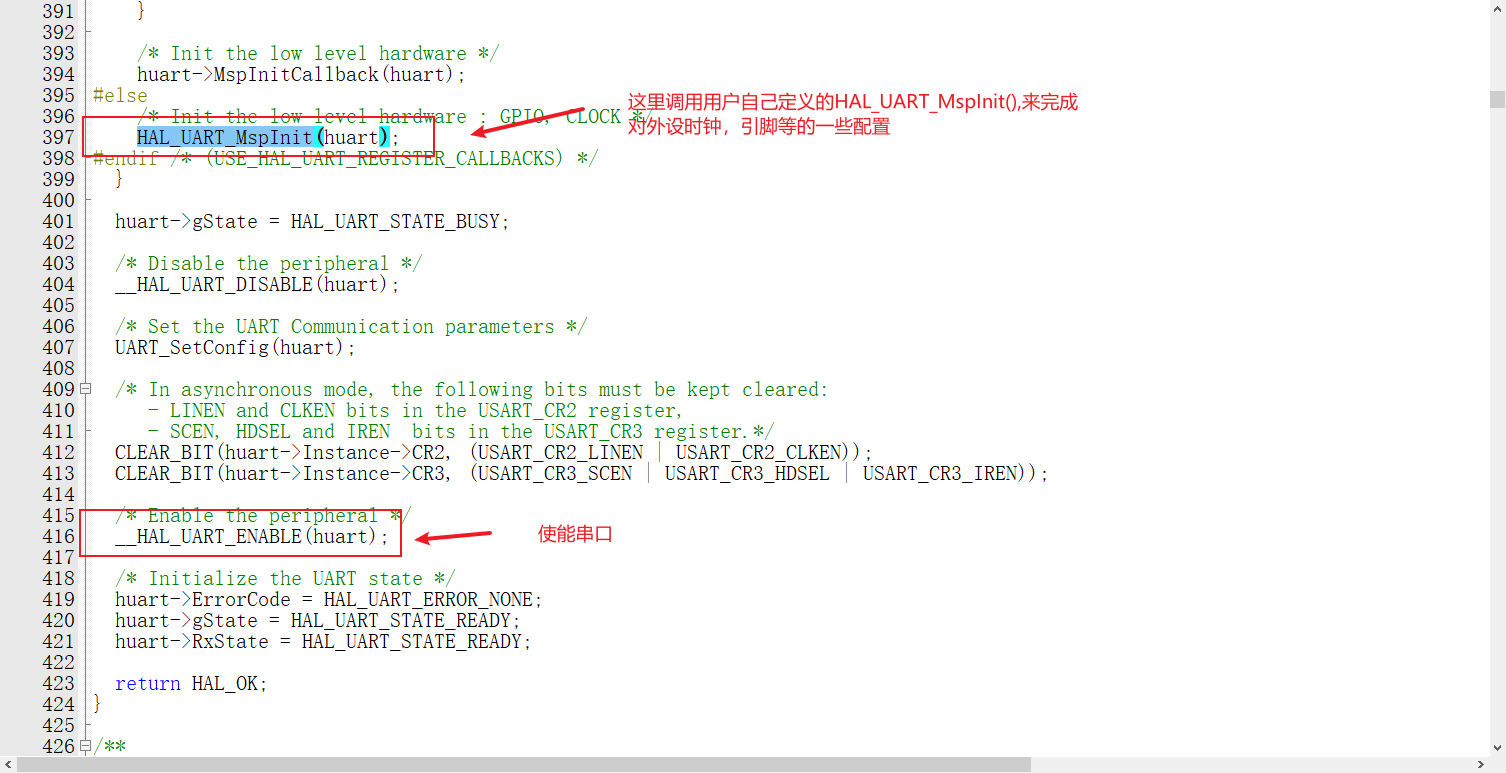 391 }
392
393 /* Init the low level hardware */
394 huart->MspInitCallback(huart);
395 #else
396 /* Init the low level hardware : GPIO, CLOCK */
这里调用用户自己定义的HAL_UART_MspInit(),来完成
对外设时钟，引脚等的一些配置
397 HAL_UART_MspInit(huart);
398 #endif /* (USE_HAL_UART_REGISTER_CALLBACKS) */
399 }
400
401 huart->gState = HAL_UART_STATE_BUSY;
402
403 /* Disable the peripheral */
404 __HAL_UART_DISABLE(huart);
405
406 /* Set the UART Communication parameters */
407 UART_SetConfig(huart);
408
409 /* In asynchronous mode, the following bits must be kept cleared:
410 - LINEN and CLKEN bits in the USART_CR2 register,
411 - SCEN, HDSEL and IREN  bits in the USART_CR3 register.*/
412 CLEAR_BIT(huart->Instance->CR2, (USART_CR2_LINEN | USART_CR2_CLKEN));
413 CLEAR_BIT(huart->Instance->CR3, (USART_CR3_SCEN | USART_CR3_HDSEL | USART_CR3_IREN));
414
415 /* Enable the peripheral */
416 __HAL_UART_ENABLE(huart);
使能串口
417
418 /* Initialize the UART state */
419 huart->ErrorCode = HAL_UART_ERROR_NONE;
420 huart->gState = HAL_UART_STATE_READY;
421 huart->RxState = HAL_UART_STATE_READY;
422
423 return HAL_OK;
424 }
425
426 /**